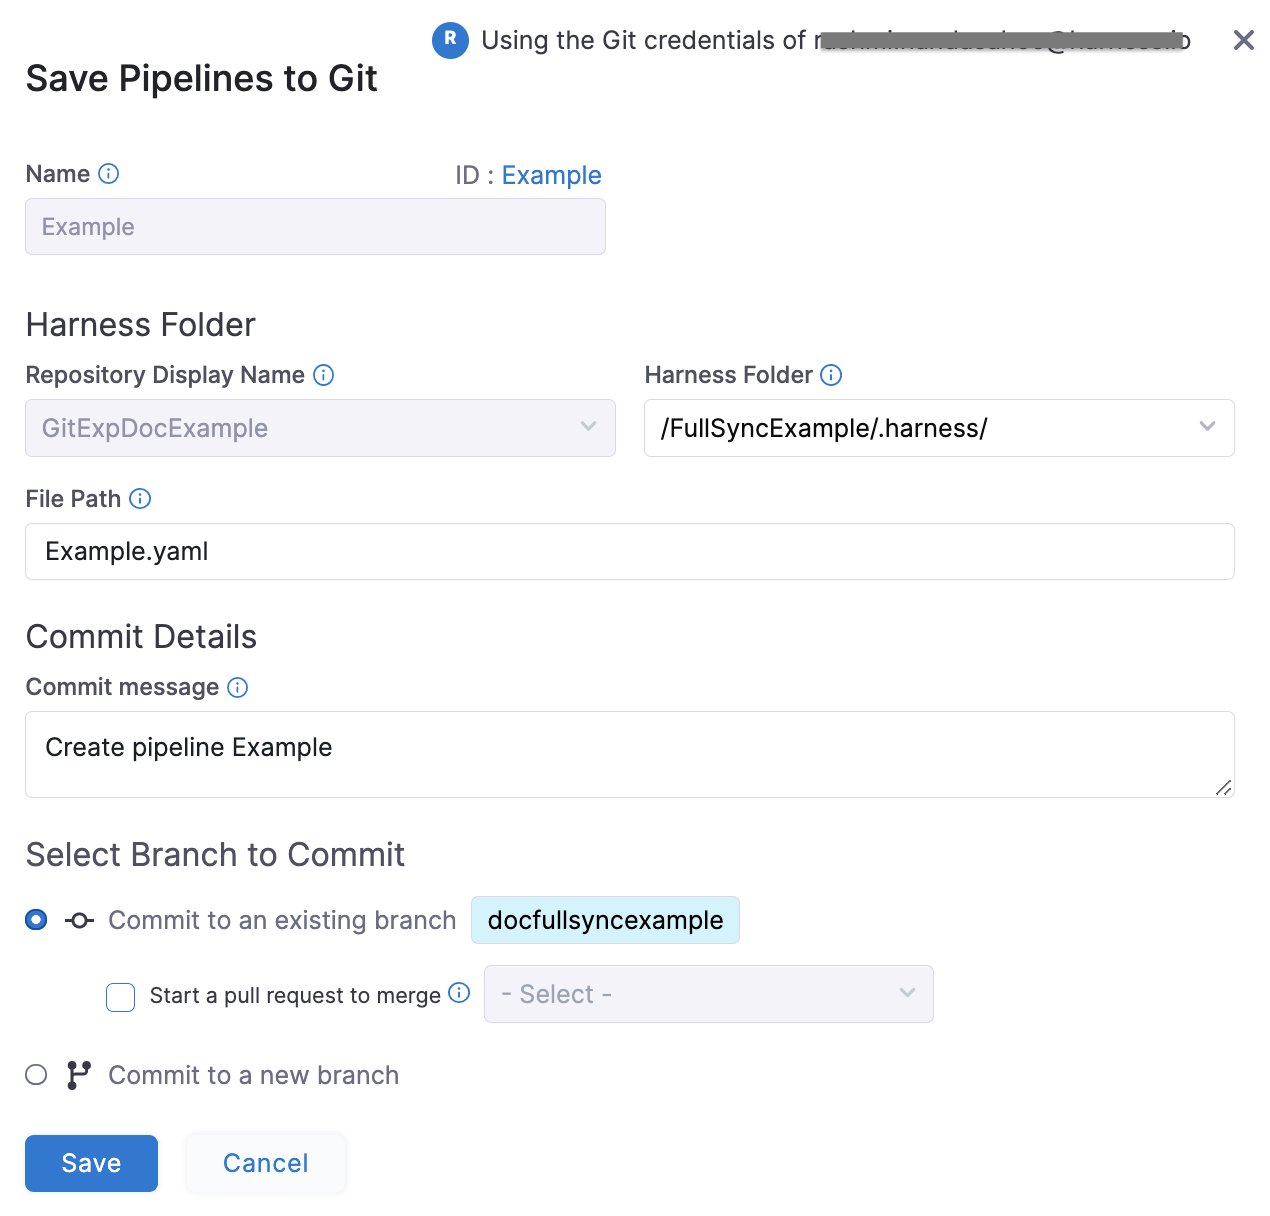 R Using the Git credentials of
Save Pipelines to Git
Name ID : Example
Example
Harness Folder
Repository Display Name Harness Folder
GitExpDocExample /FullSyncExample/.harness/
File Path
Example.yaml
Commit Details
Commit message
Create pipeline Example
Select Branch to Commit
Commit to an existing branch docfullsyncexample
Start a pull request to merge - Select -
Commit to a new branch
Save Cancel